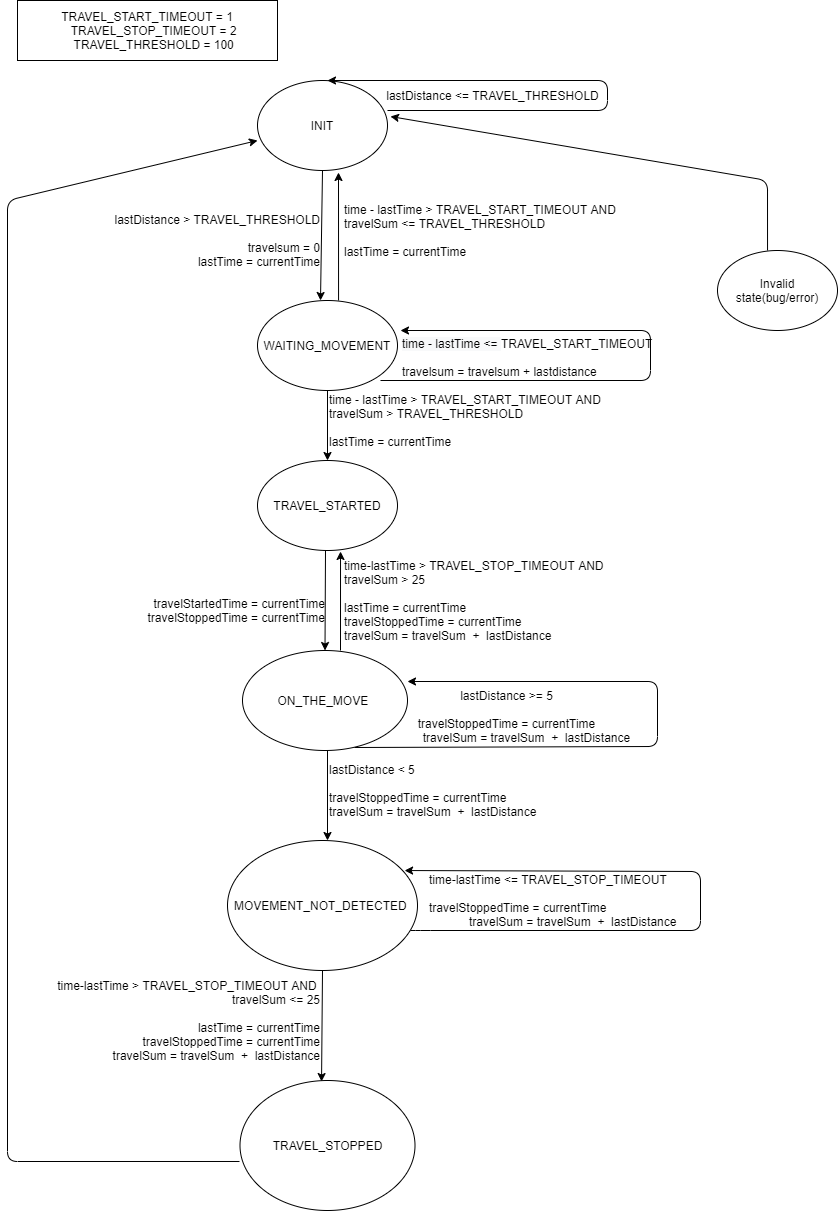 TRAVEL_START_TIMEOUT = 1
TRAVEL_STOP_TIMEOUT = 2
TRAVEL_THRESHOLD = 100
lastDistance <= TRAVEL_THRESHOLD
INIT
lastDistance > TRAVEL_THRESHOLD
travelsum = 0
lastTime = currentTime
time - lastTime > TRAVEL_START_TIMEOUT AND
travelSum <= TRAVEL_THRESHOLD
lastTime = currentTime
Invalid
state(bug/error)
WAITING_MOVEMENT
time - lastTime <= TRAVEL_START_TIMEOUT
travelsum = travelsum + lastdistance
time - lastTime > TRAVEL_START_TIMEOUT AND
travelSum > TRAVEL_THRESHOLD
lastTime = currentTime
TRAVEL_STARTED
travelStartedTime = currentTime
travelStoppedTime = currentTime
time-lastTime > TRAVEL_STOP_TIMEOUT AND
travelSum > 25
lastTime = currentTime
travelStoppedTime = currentTime
travelSum = travelSum + lastDistance
ON_THE_MOVE
lastDistance >= 5
travelStoppedTime = currentTime
travelSum = travelSum + lastDistance
lastDistance < 5
travelStoppedTime = currentTime
travelSum = travelSum + lastDistance
MOVEMENT_NOT_DETECTED
time-lastTime <= TRAVEL_STOP_TIMEOUT
travelStoppedTime = currentTime
travelSum = travelSum + lastDistance
time-lastTime > TRAVEL_STOP_TIMEOUT AND
travelSum <= 25
lastTime = currentTime
travelStoppedTime = currentTime
travelSum = travelSum + lastDistance
TRAVEL_STOPPED